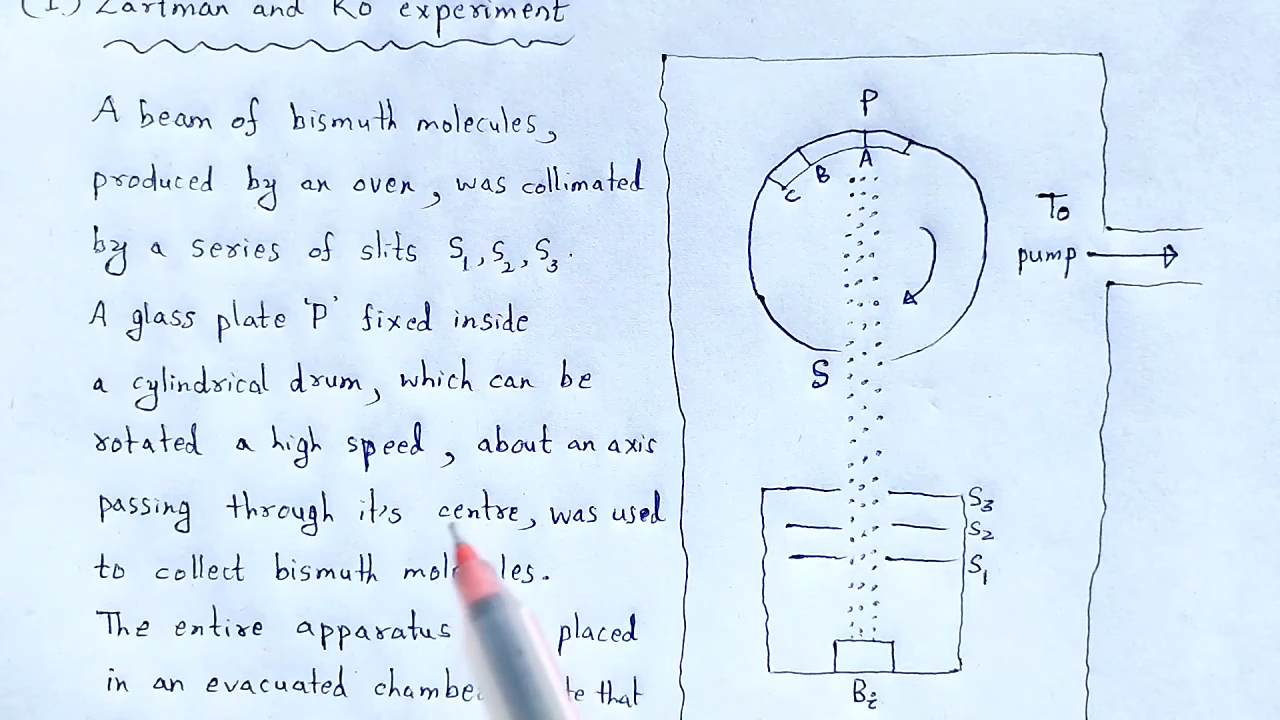 (I) Zartman and Ko experiment
A beam of bismuth molecules,
produced by an oven, was collimated
by a series of slits S1, S2, S3.
A glass plate 'P' fixed inside
a cylindrical drum, which can be
rotated a high speed, about an axis
passing through it's centre, was used
to collect bismuth
The entire apparatus placed
in an evacuated that
P
A
B
C
To
pump
S
S3
S2
S1
Bi